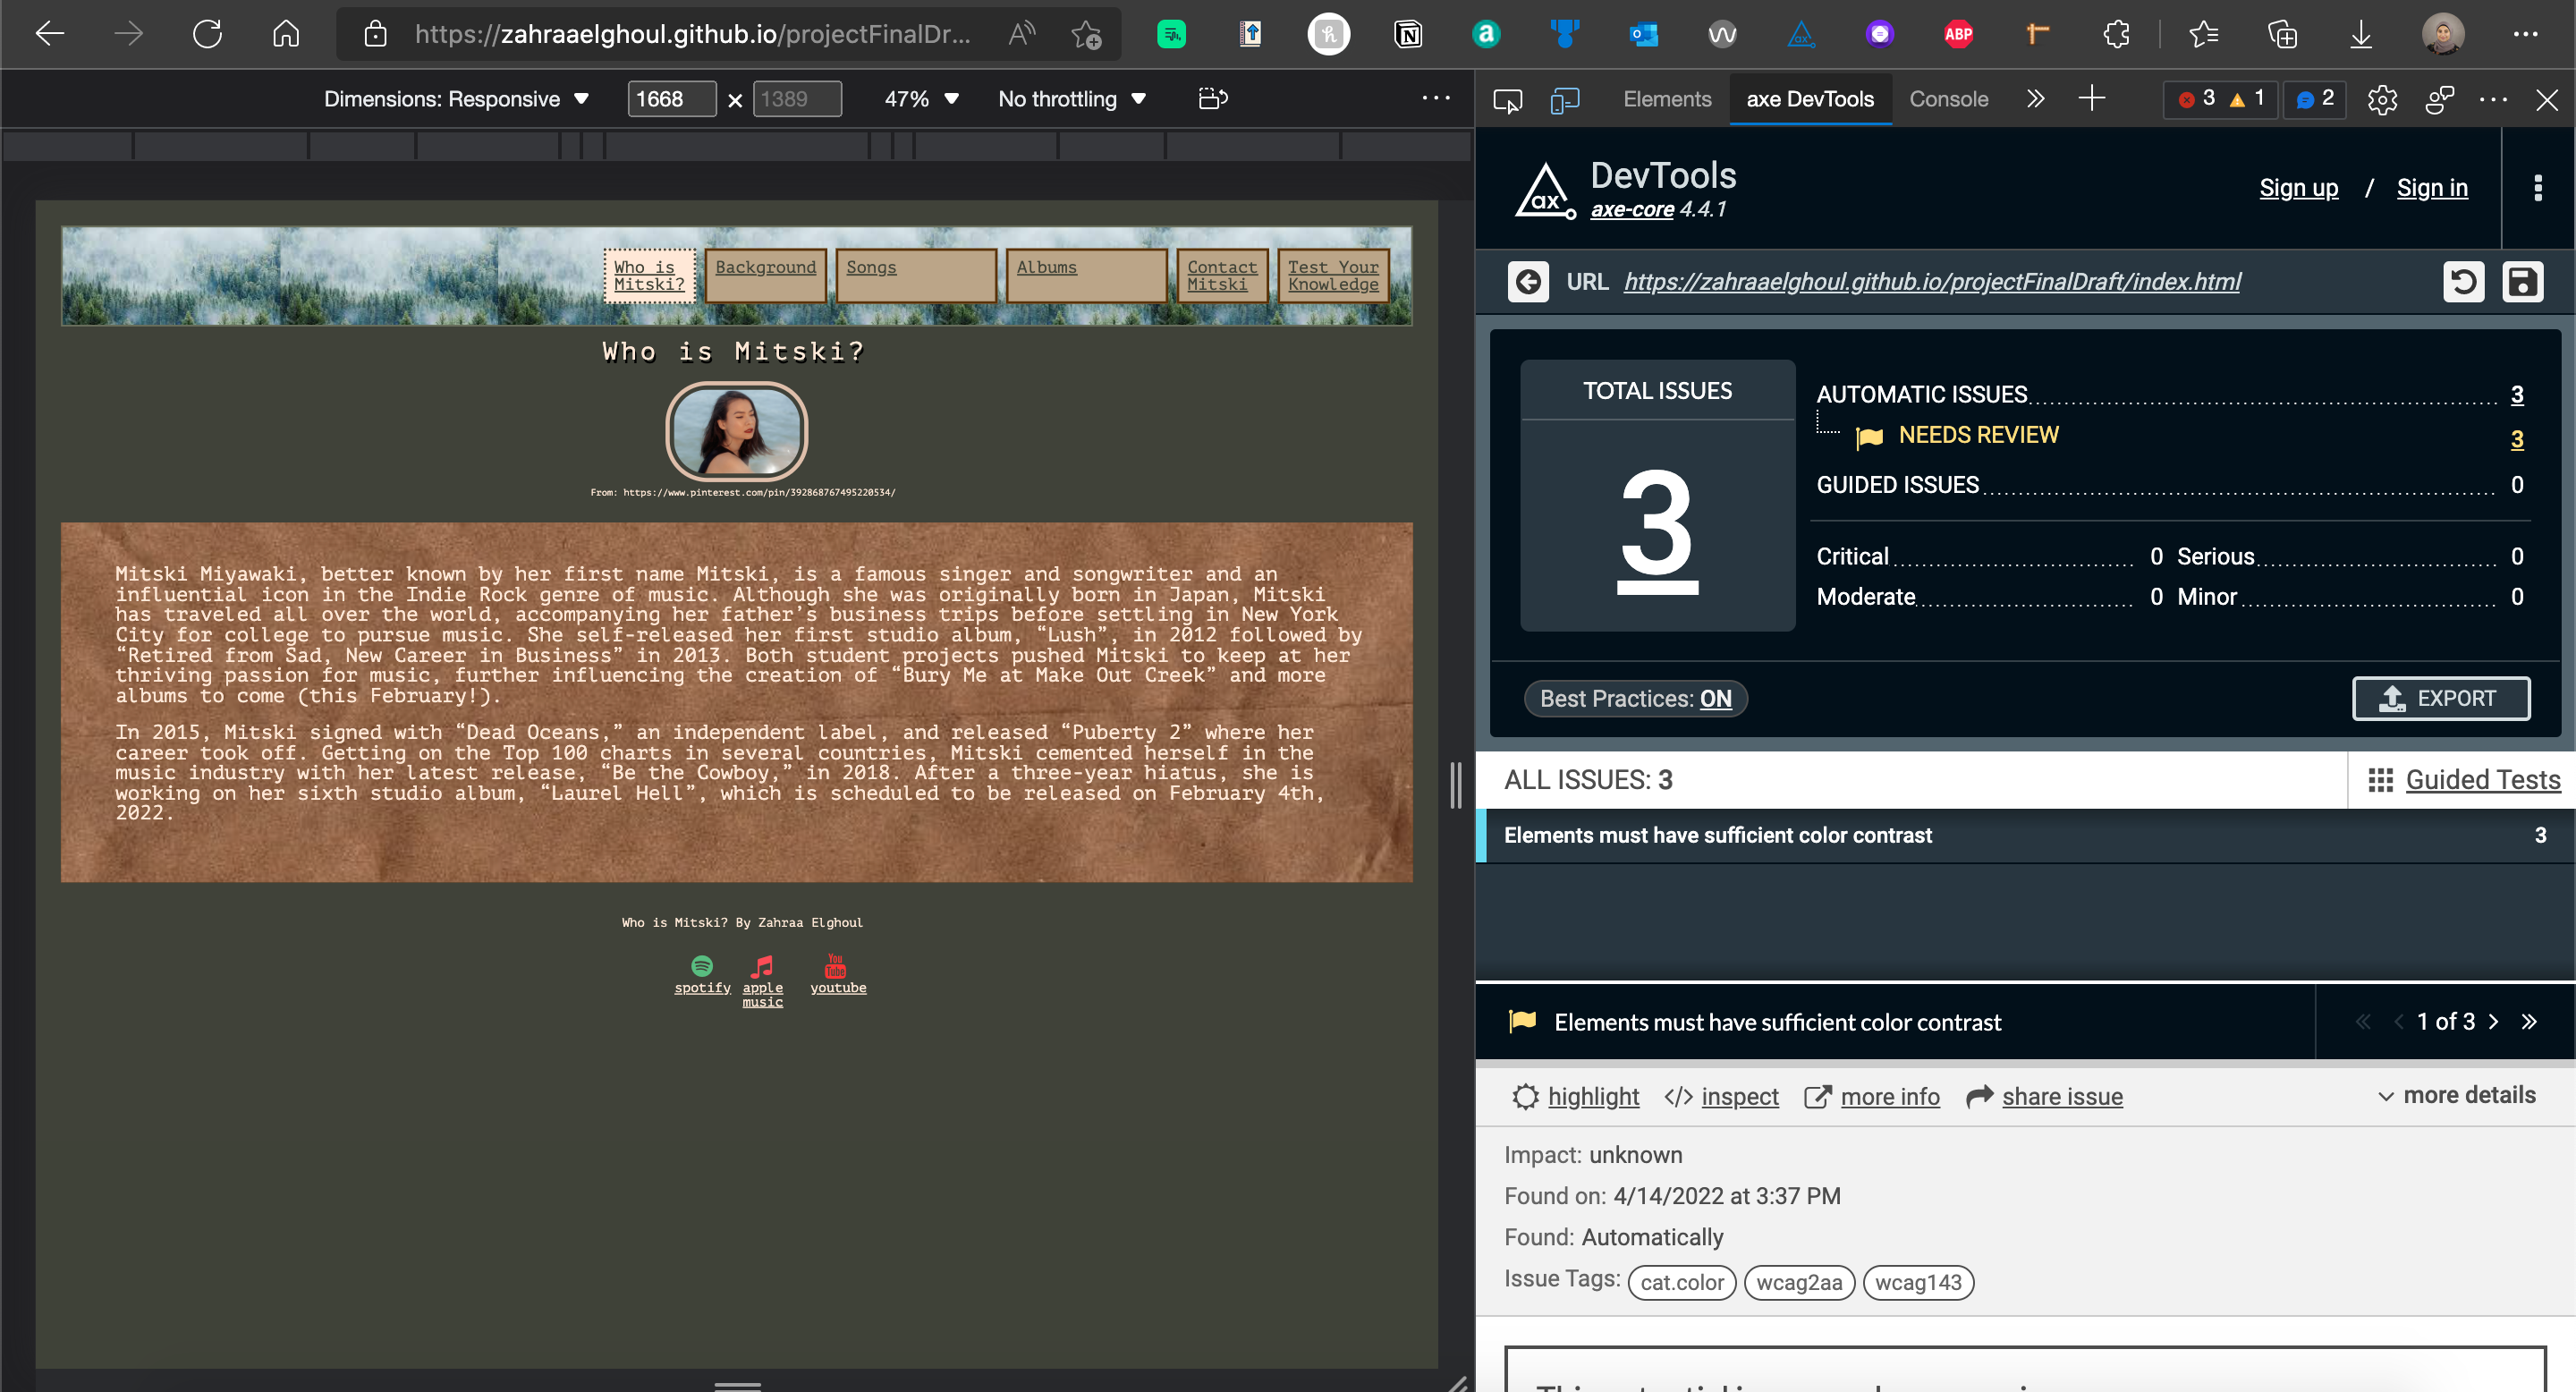 https://zahraaelghoul.github.io/projectFinalDr...
ABP
Dimensions: Responsive 1668 × 1389 47% No throttling
Elements axe DevTools Console 3 1 2
Who is
Mitski?
Background
Songs
Albums
Contact
Mitski
Test Your
Knowledge
Who is Mitski?
From: https://www.pinterest.com/pin/392868767495220534/
Mitski Miyawaki, better known by her first name Mitski, is a famous singer and songwriter and an
influential icon in the Indie Rock genre of music. Although she was originally born in Japan, Mitski
has traveled all over the world, accompanying her father’s business trips before settling in New York
City for college to pursue music. She self-released her first studio album, “Lush”, in 2012 followed by
“Retired from Sad, New Career in Business” in 2013. Both student projects pushed Mitski to keep at her
thriving passion for music, further influencing the creation of “Bury Me at Make Out Creek” and more
albums to come (this February!).
In 2015, Mitski signed with “Dead Oceans,” an independent label, and released “Puberty 2” where her
career took off. Getting on the Top 100 charts in several countries, Mitski cemented herself in the
music industry with her latest release, “Be the Cowboy,” in 2018. After a three-year hiatus, she is
working on her sixth studio album, “Laurel Hell”, which is scheduled to be released on February 4th,
2022.
Who is Mitski? By Zahraa Elghoul
You
Tube
spotify
apple
music
youtube
ax
DevTools
axe-core 4.4.1
Sign up / Sign in
URL https://zahraaelghoul.github.io/projectFinalDraft/index.html
TOTAL ISSUES
3
AUTOMATIC ISSUES 3
NEEDS REVIEW 3
GUIDED ISSUES 0
Critical 0 Serious 0
Moderate 0 Minor 0
Best Practices: ON
EXPORT
ALL ISSUES: 3
Guided Tests
Elements must have sufficient color contrast 3
Elements must have sufficient color contrast
1 of 3
highlight </> inspect more info share issue more details
Impact: unknown
Found on: 4/14/2022 at 3:37 PM
Found: Automatically
Issue Tags: cat.color wcag2aa wcag143